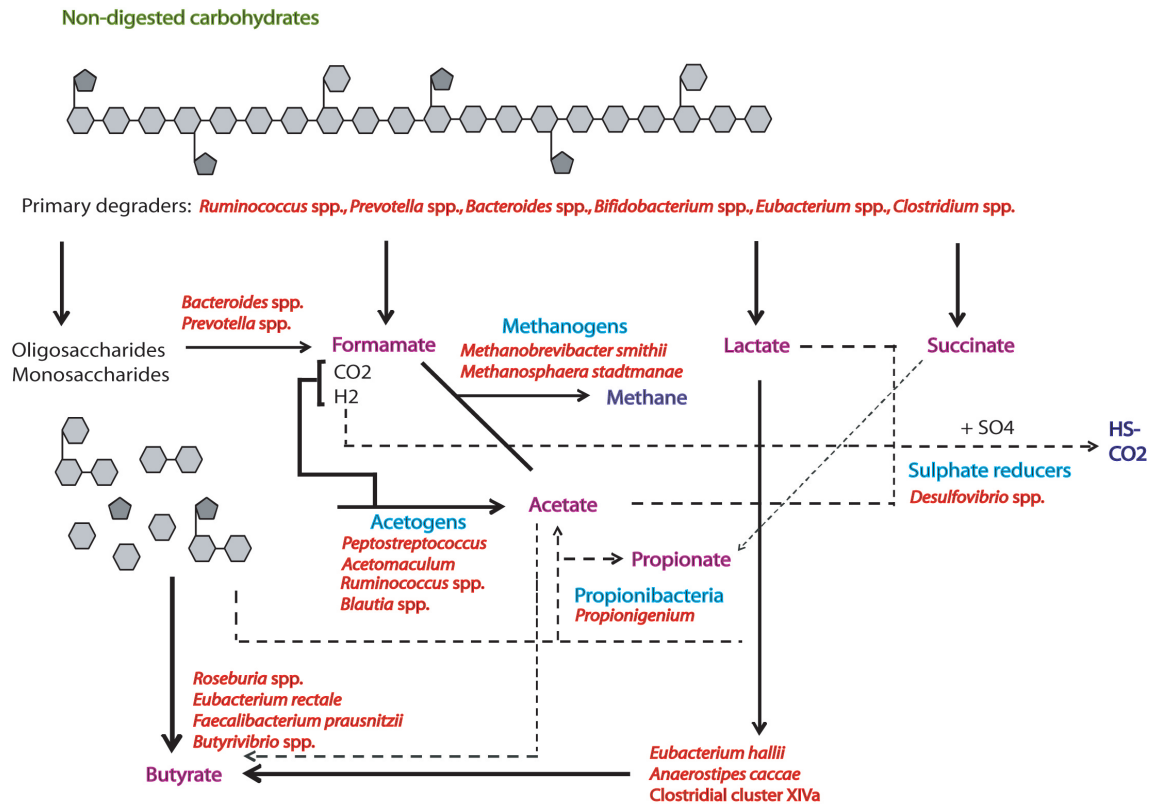 Non-digested carbohydrates
Primary degraders: Ruminococcus spp., Prevotella spp., Bacteroides spp., Bifidobacterium spp., Eubacterium spp., Clostridium spp.
Bacteroides spp.
Prevotella spp.
Oligosaccharides
Monosaccharides
Formamate
CO2
H2
Methanogens
Methanobrevibacter smithii
Methanosphaera stadtmanae
Methane
Lactate
Succinate
+ SO4
HS-
CO2
Sulphate reducers
Desulfovibrio spp.
Acetate
Acetogens
Peptostreptococcus
Acetomaculum
Ruminococcus spp.
Blautia spp.
Propionate
Propionibacteria
Propionigenium
Roseburia spp.
Eubacterium rectale
Faecalibacterium prausnitzii
Butyrivibrio spp.
Butyrate
Eubacterium hallii
Anaerostipes caccae
Clostridial cluster XIVa